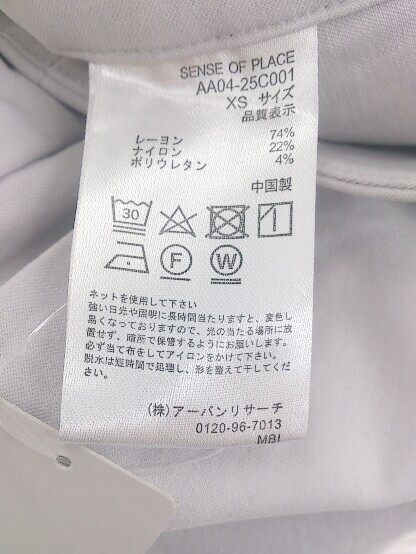 SENSE OF PLACE
AA04-25C001
XS サイズ
品質表示
レーヨン 74%
ナイロン 22%
ポリウレタン 4%
中国製
30
F W
ネットを使用して下さい
強い日光や照明に長時間当たりますと、変色し
易くなっておりますので、光の当たる場所に放
置せず、暗所で保管するようにお願いします。
必ず当て布をしてアイロンをかけて下さい。
脱水は短時間で処理し、形を整えて干してくだ
さい。
(株)アーバンリサーチ
0120-96-7013
MBI